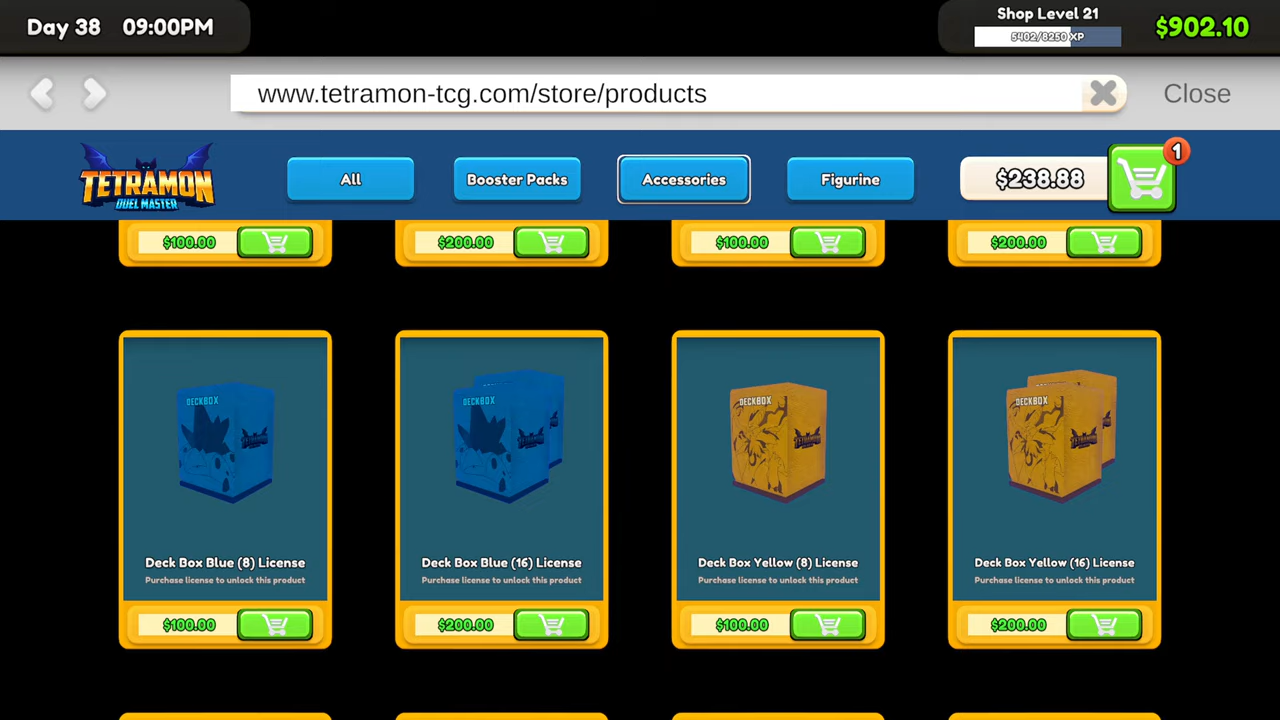 Day 38 09:00PM
Shop Level 21
5402/8250 XP
$902.10
www.tetramon-tcg.com/store/products
Close
TETRAMON
DUEL MASTER
All
Booster Packs
Accessories
Figurine
$238.88
1
$100.00
$200.00
$100.00
$200.00
DECKBOX
TETRAMON
DECKBOX
TETRAMON
DECKBOX
TETRAMON
DECKBOX
TETRAMON
Deck Box Blue (8) License
Purchase license to unlock this product
Deck Box Blue (16) License
Purchase license to unlock this product
Deck Box Yellow (8) License
Purchase license to unlock this product
Deck Box Yellow (16) License
Purchase license to unlock this product
$100.00
$200.00
$100.00
$200.00